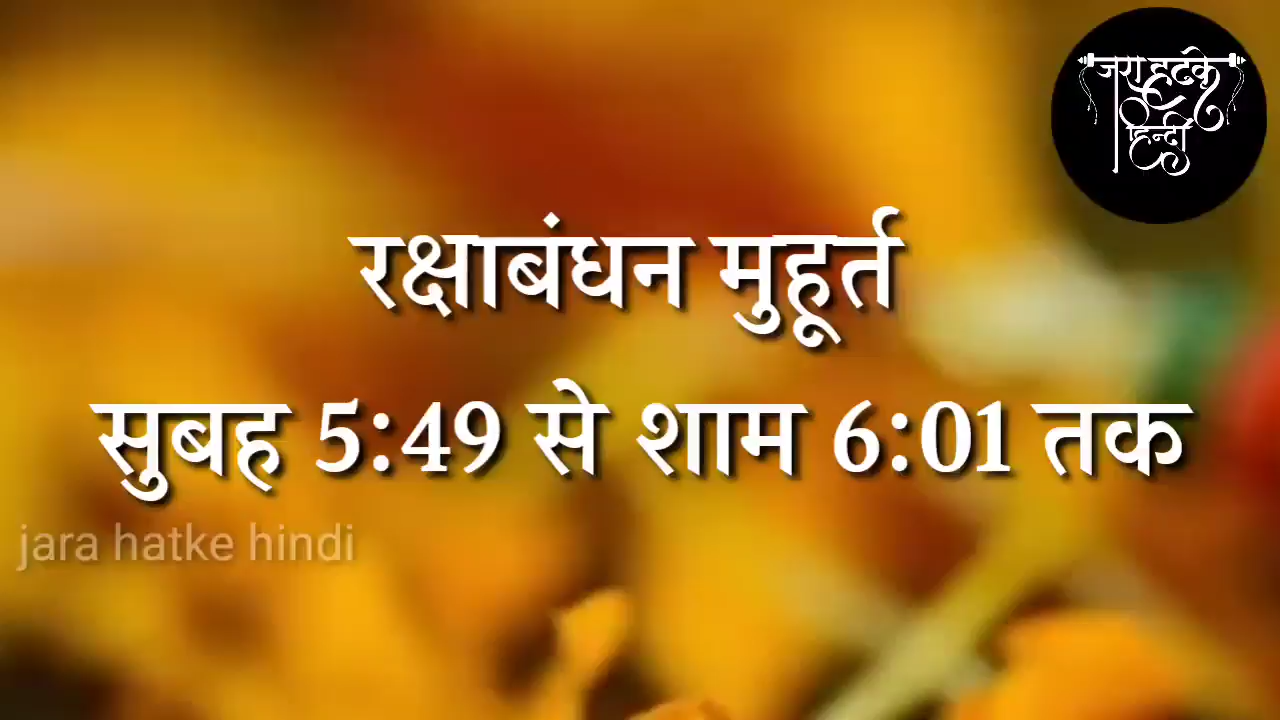 जरा हटके
हिन्दी
रक्षाबंधन मुहूर्त
सुबह 5:49 से शाम 6:01 तक
jara hatke hindi